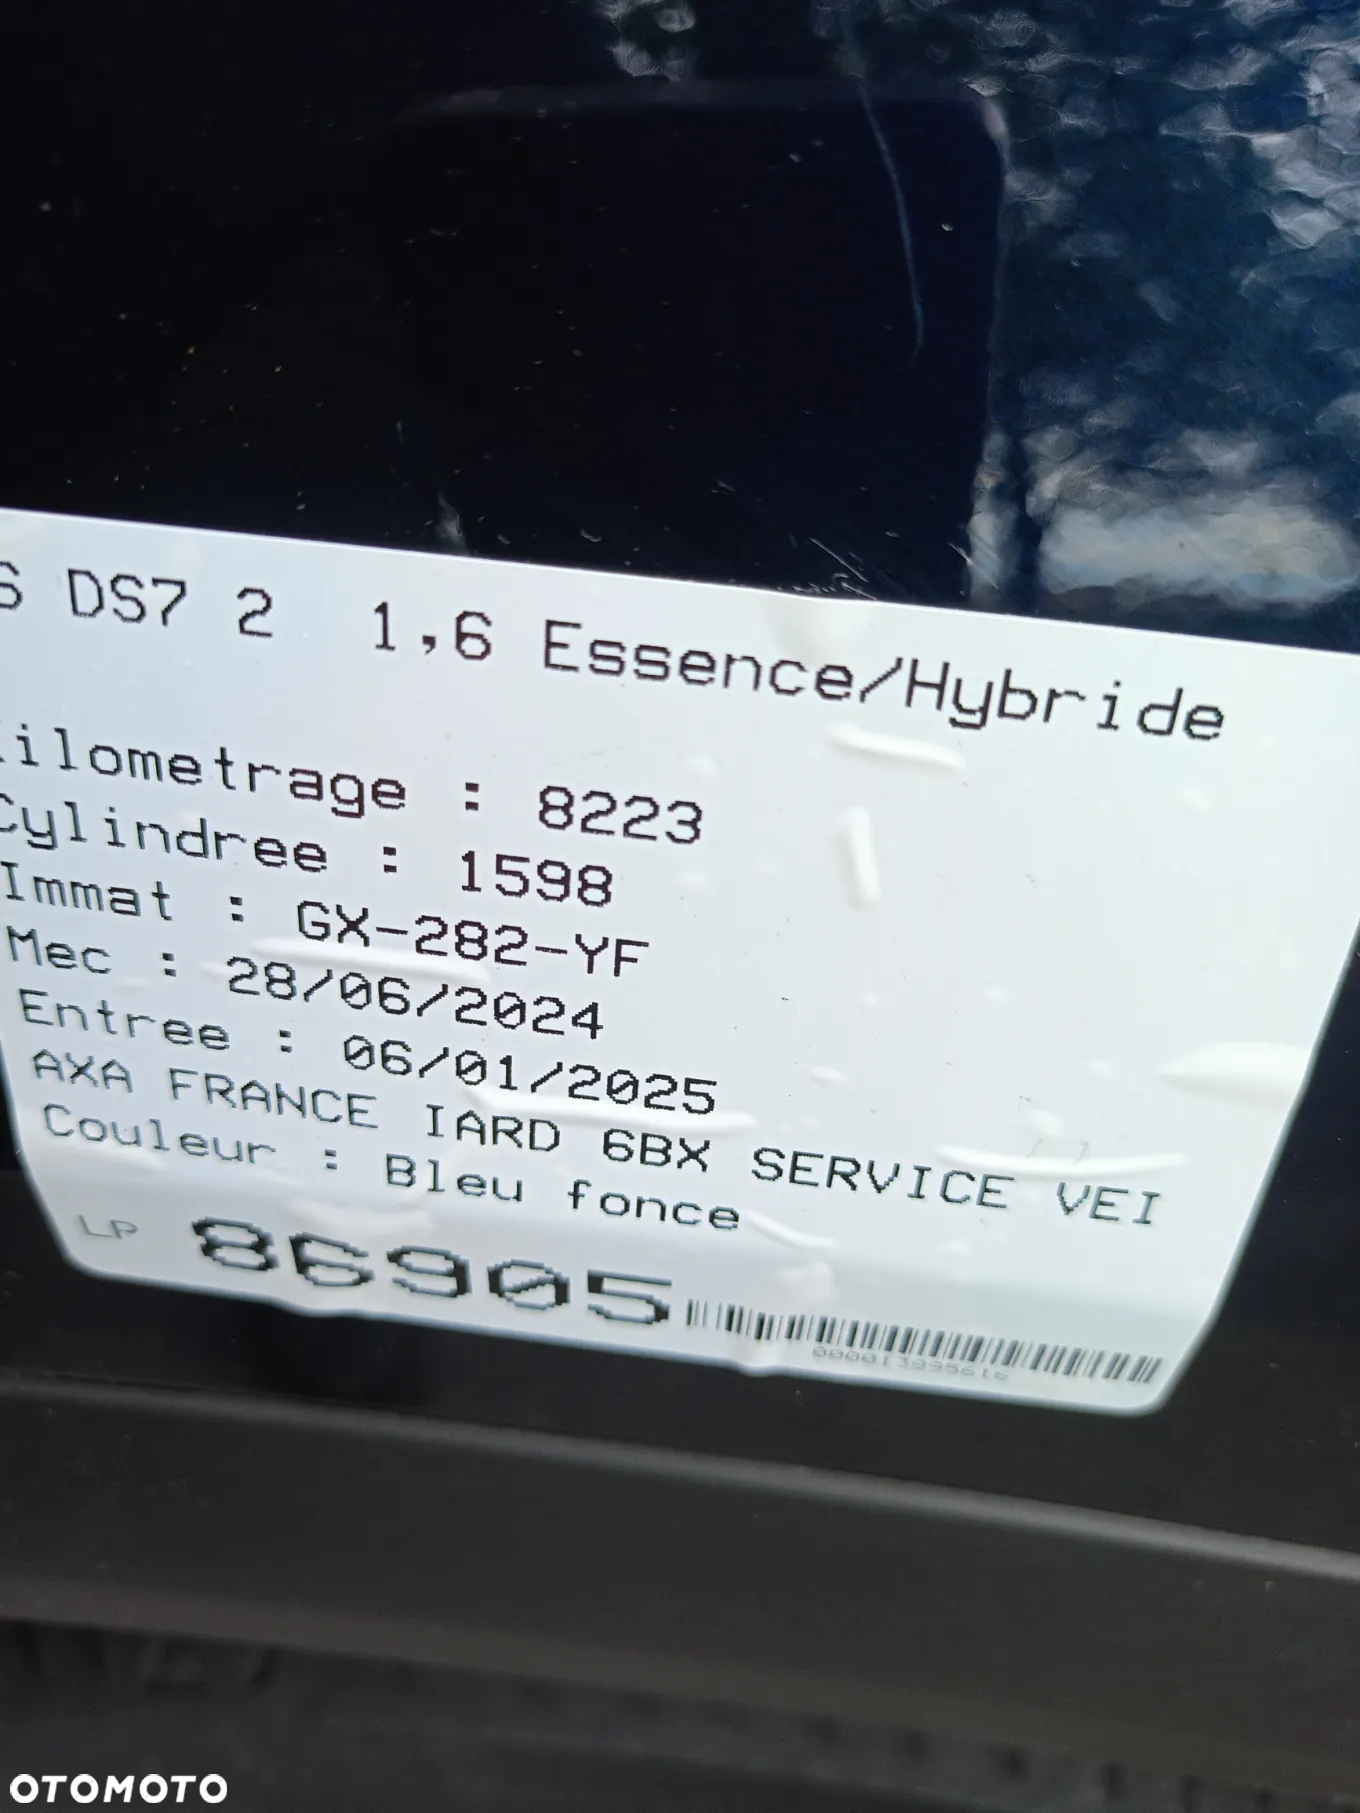 S DS7 2 1,6 Essence/Hybride
ilometrage : 8223
Cylindree : 1598
Immat : GX-282-YF
Mec : 28/06/2024
Entree : 06/01/2025
AXA FRANCE IARD 6BX SERVICE VEI
Couleur : Bleu fonce
LP 86905
OTOMOTO